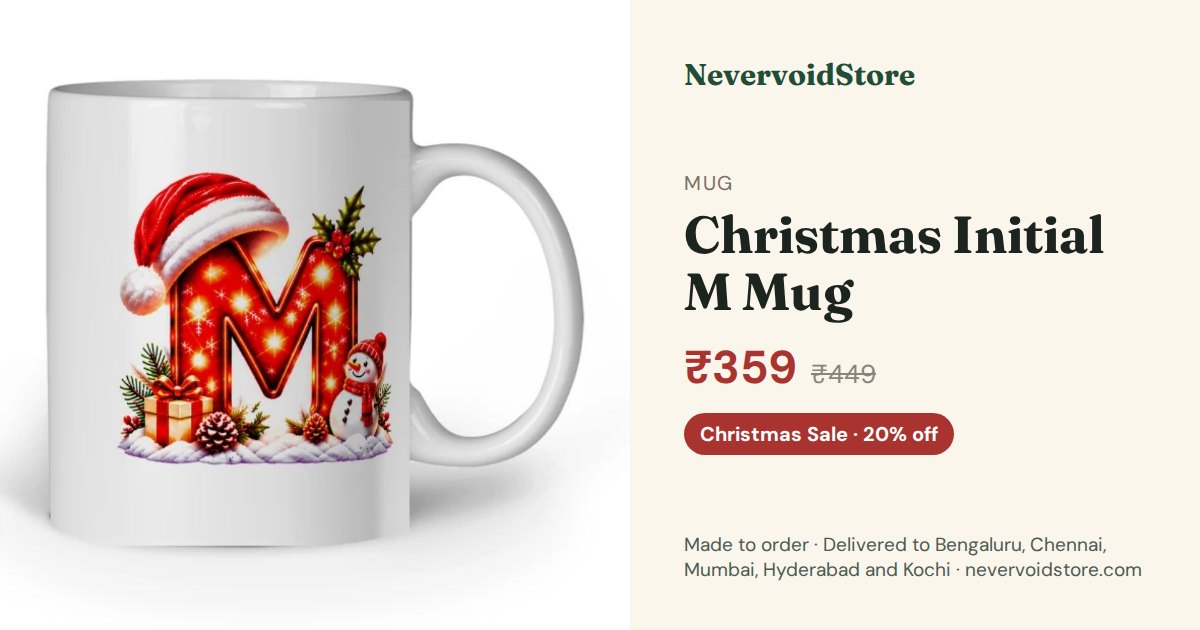 M
NevervoidStore
MUG
Christmas Initial
M Mug
₹359 ₹449
Christmas Sale · 20% off
Made to order · Delivered to Bengaluru, Chennai,
Mumbai, Hyderabad and Kochi · nevervoidstore.com